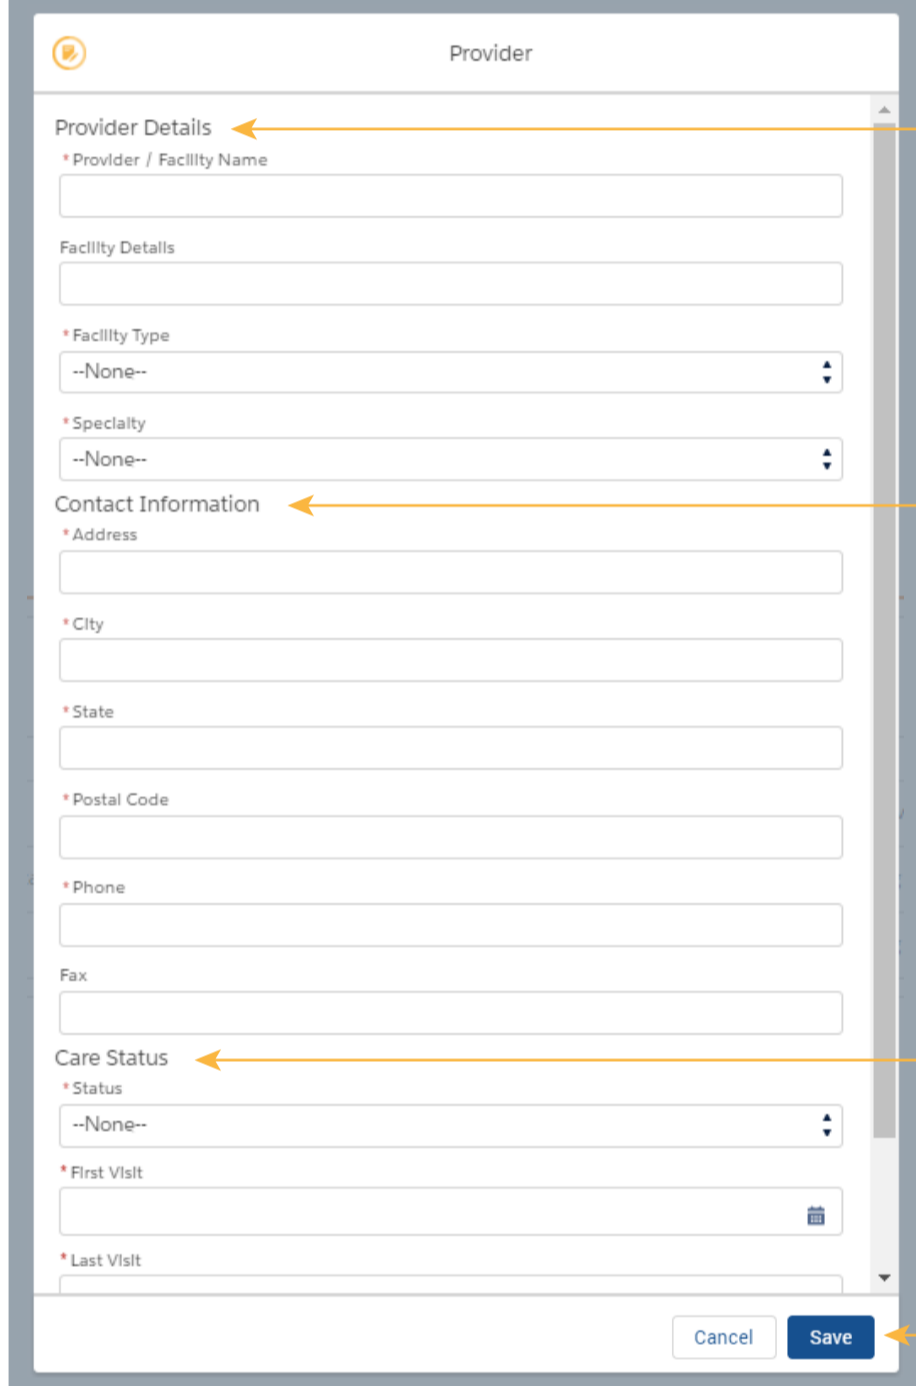 Provider
Provider Details
* Provider / Facility Name
Facility Details
* Facility Type
--None--
* Specialty
--None--
Contact Information
* Address
* City
* State
* Postal Code
* Phone
Fax
Care Status
* Status
--None--
* First Visit
* Last Visit
Cancel
Save